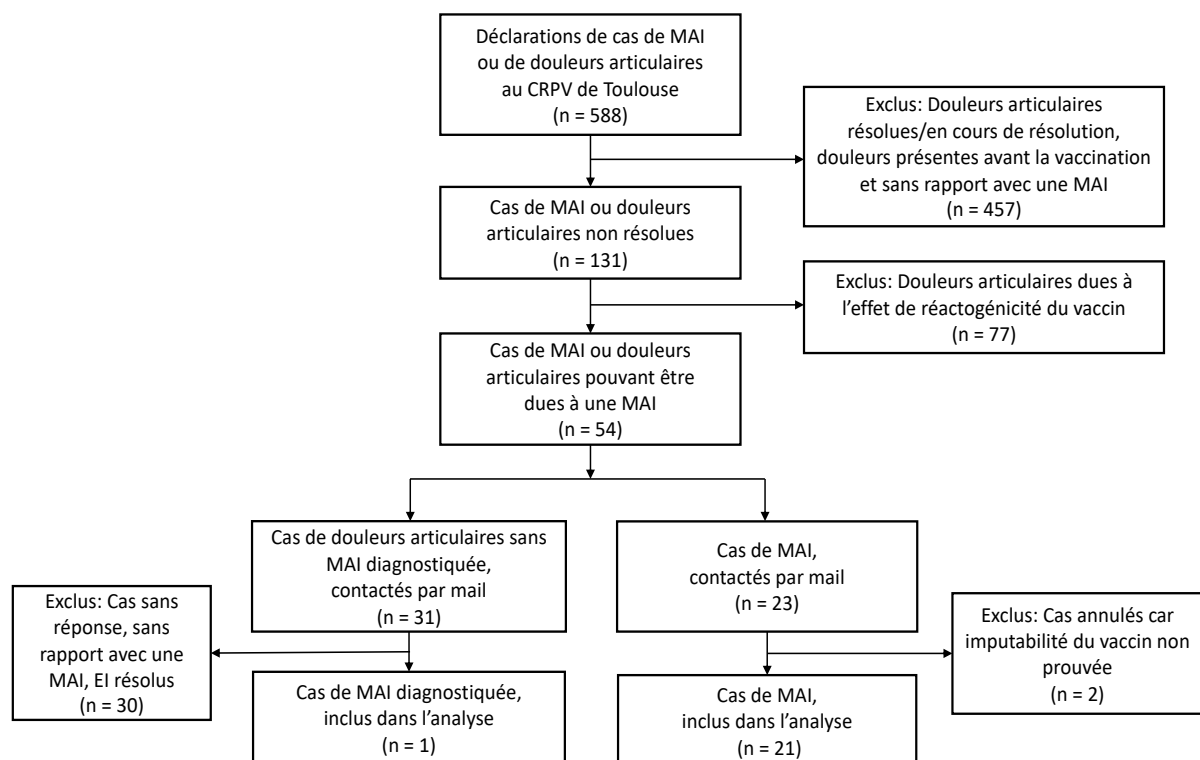 Déclarations de cas de MAI
ou de douleurs articulaires
au CRPV de Toulouse
(n = 588)
Exclus: Douleurs articulaires
résolues/en cours de résolution,
douleurs présentes avant la vaccination
et sans rapport avec une MAI
(n = 457)
Cas de MAI ou douleurs
articulaires non résolues
(n = 131)
Exclus: Douleurs articulaires dues à
l’effet de réactogénicité du vaccin
(n = 77)
Cas de MAI ou douleurs
articulaires pouvant être
dues à une MAI
(n = 54)
Cas de douleurs articulaires sans
MAI diagnostiquée,
contactés par mail
(n = 31)
Cas de MAI,
contactés par mail
(n = 23)
Exclus: Cas sans
réponse, sans
rapport avec une
MAI, EI résolus
(n = 30)
Exclus: Cas annulés car
imputabilité du vaccin non
prouvée
(n = 2)
Cas de MAI diagnostiquée,
inclus dans l’analyse
(n = 1)
Cas de MAI,
inclus dans l’analyse
(n = 21)